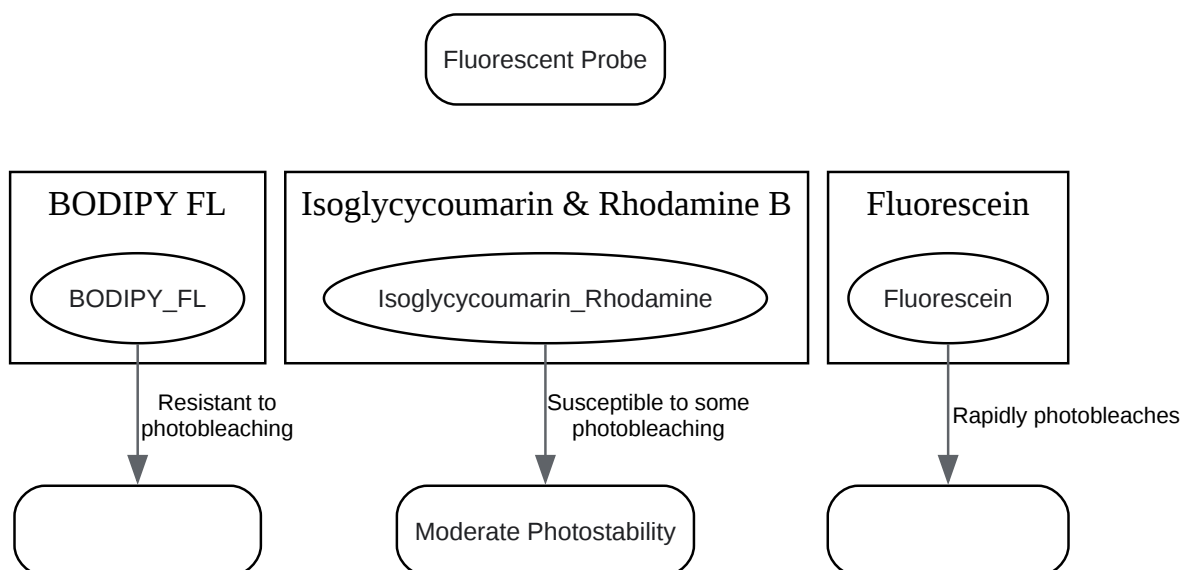 Fluorescent Probe
BODIPY FL
Isoglycycoumarin & Rhodamine B
Fluorescein
BODIPY_FL
Isoglycycoumarin_Rhodamine
Fluorescein
Resistant to
photobleaching
Susceptible to some
photobleaching
Rapidly photobleaches
Moderate Photostability